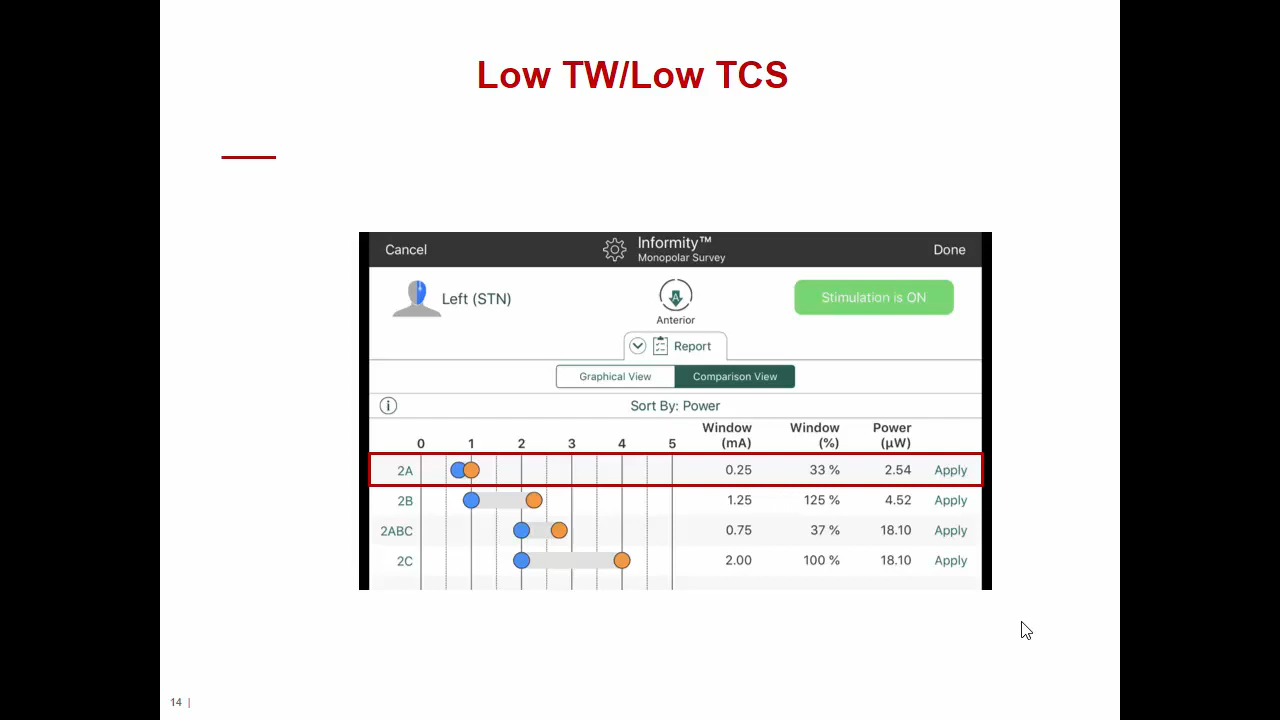 Low TW/Low TCS
Cancel
Informity™
Monopolar Survey
Done
Left (STN)
A
Anterior
Stimulation is ON
Report
Graphical View
Comparison View
i
Sort By: Power
0 1 2 3 4 5 Window (mA) Window (%) Power (µW)
2A 0.25 33 % 2.54 Apply
2B 1.25 125 % 4.52 Apply
2ABC 0.75 37 % 18.10 Apply
2C 2.00 100 % 18.10 Apply
14 |